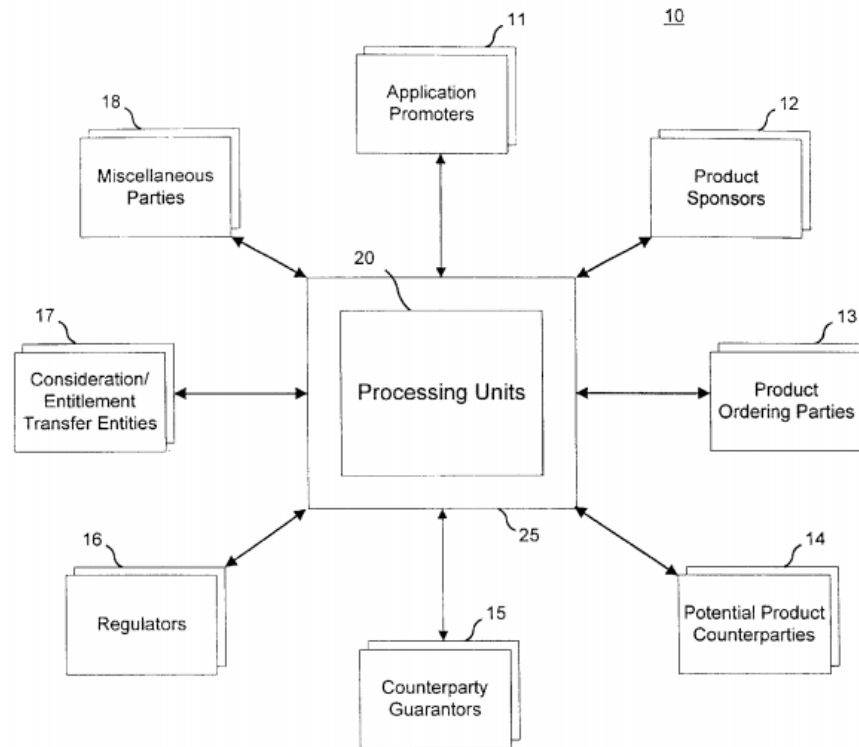 10
11
Application
Promoters
18
Miscellaneous
Parties
12
Product
Sponsors
20
Processing Units
17
Consideration/
Entitlement
Transfer Entities
13
Product
Ordering Parties
25
16
Regulators
15
Counterparty
Guarantors
14
Potential Product
Counterparties